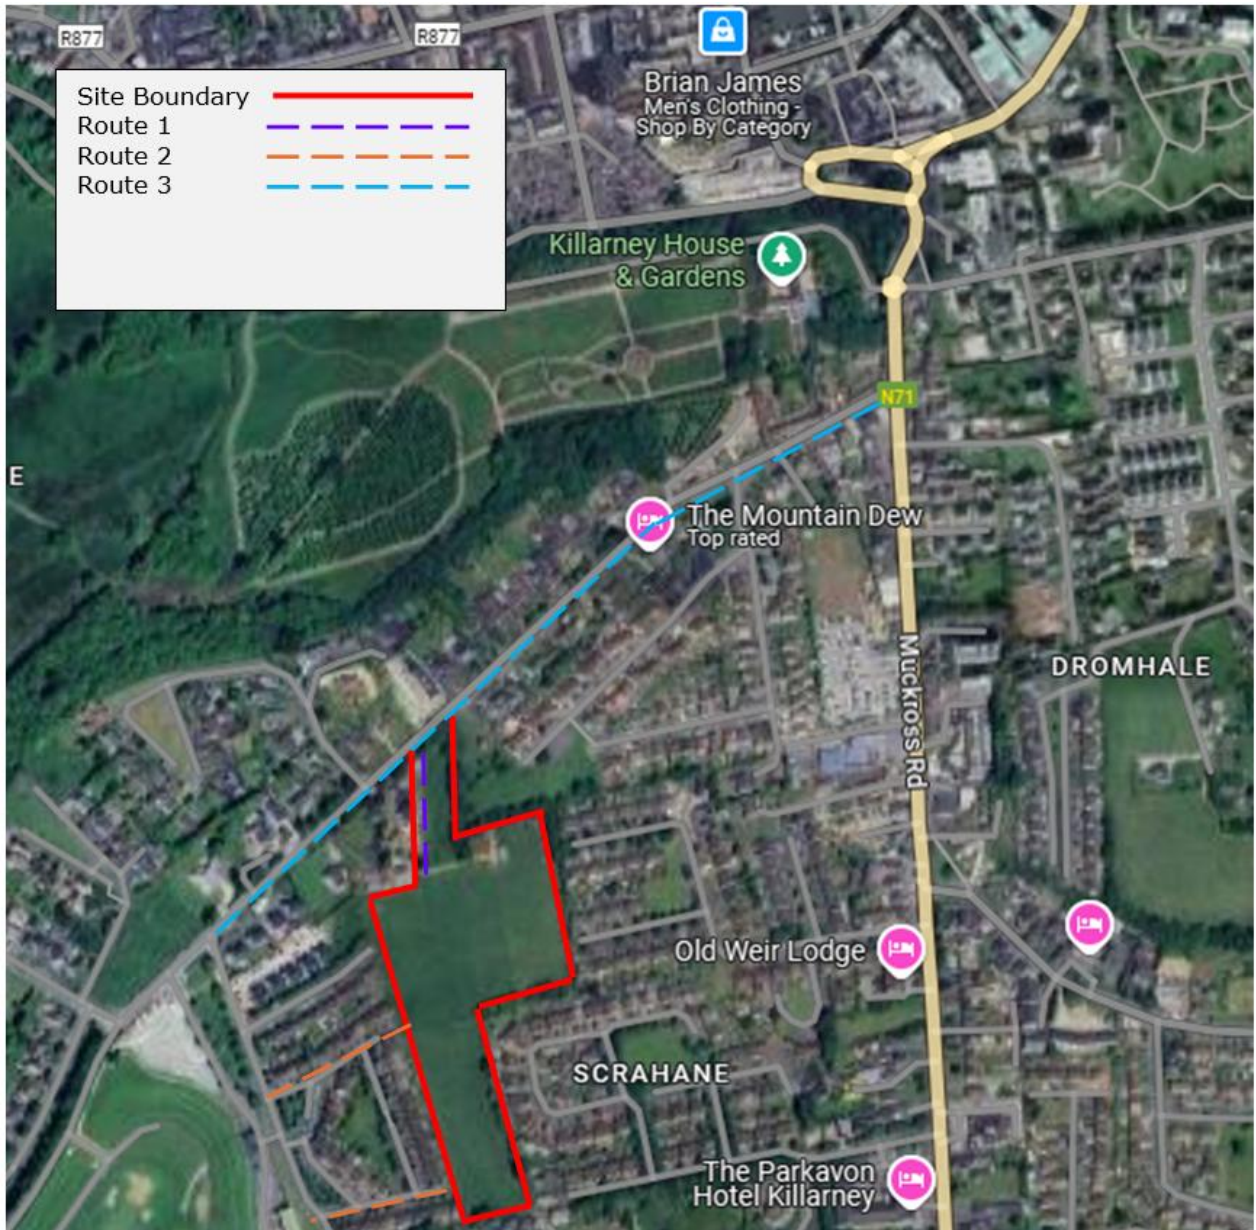 R877
R877
Site Boundary
Route 1
Route 2
Route 3
Brian James
Men's Clothing -
Shop By Category
Killarney House
& Gardens
N71
E
The Mountain Dew
Top rated
Muckross Rd
DROMHALE
Old Weir Lodge
SCRAHANE
The Parkavon
Hotel Killarney